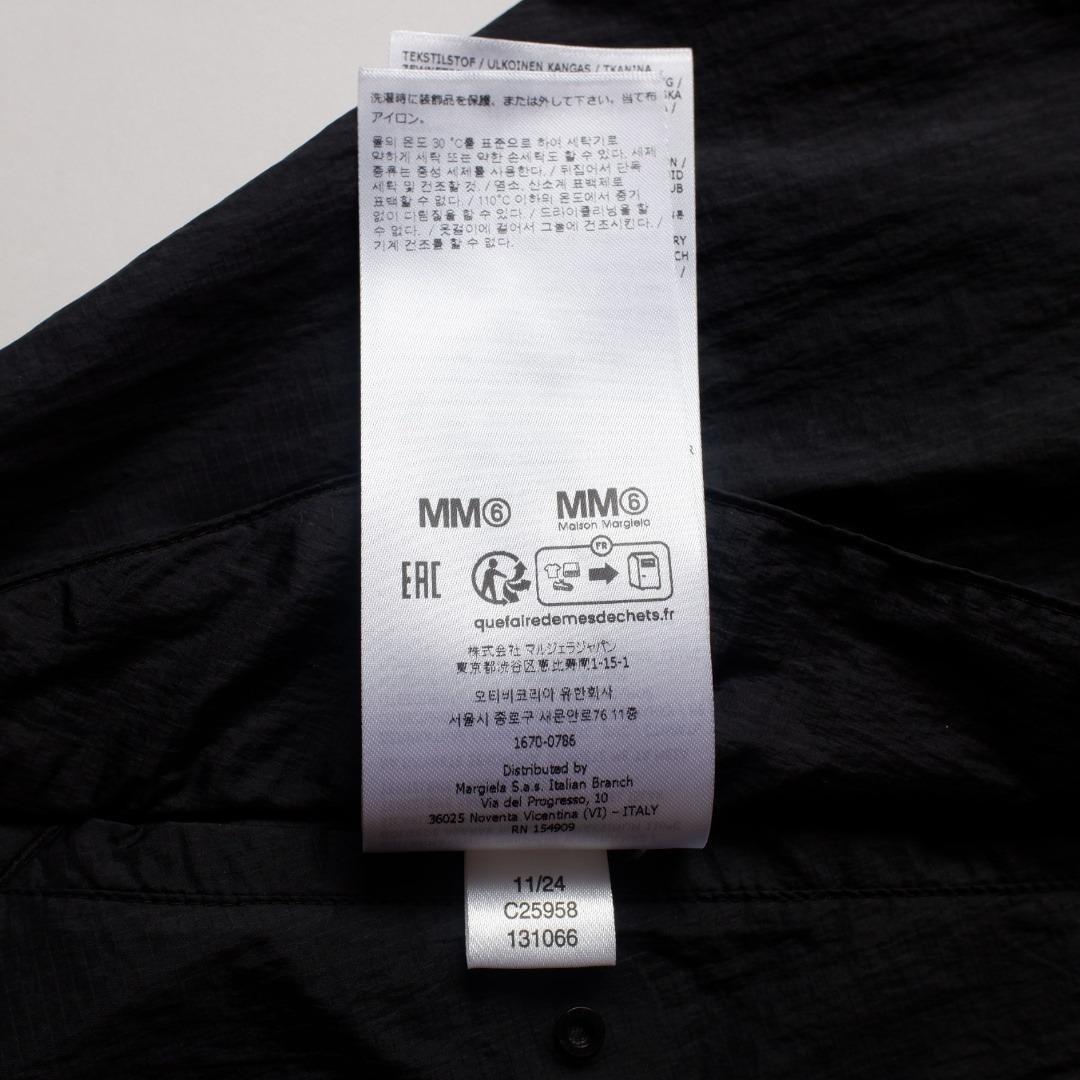 TEKSTILSTOF / ULKOINEN KANGAS / TKANINA
洗濯時に装飾品を保護、または外して下さい。当て布
アイロン。
물의 온도 30 °C를 표준으로 하여 세탁기로
약하게 세탁 또는 약한 손세탁도 할 수 있다. 세제
종류는 중성 세제를 사용한다. / 뒤집어서 단독
세탁 및 건조할 것. / 염소, 산소계 표백제로
표백할 수 없다. / 110°C 이하의 온도에서 증기
없이 다림질을 할 수 있다. / 드라이클리닝을 할
수 없다. / 옷걸이에 걸어서 그늘에 건조시킨다. /
기계 건조를 할 수 없다.
MM⑥ MM⑥
Maison Margiela
FR
EAC
quefairedemesdechets.fr
株式会社 マルジェラジャパン
東京都渋谷区恵比寿南1-15-1
오티비코리아 유한회사
서울시 종로구 새문안로76 11층
1670-0786
Distributed by
Margiela S.a.s. Italian Branch
Via del Progresso, 10
36025 Noventa Vicentina (VI) – ITALY
RN 154909
11/24
C25958
131066